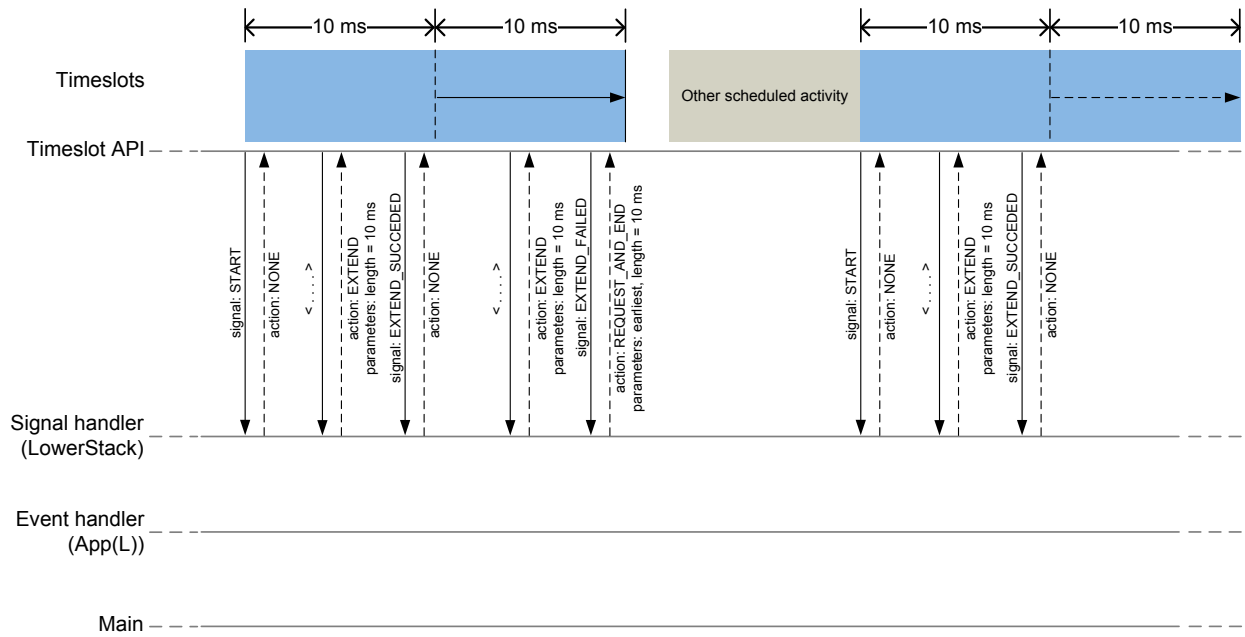 10 ms
10 ms
10 ms
10 ms
Timeslots
Other scheduled activity
Timeslot API
signal: START
action: NONE
< . . . . >
action: EXTEND
parameters: length = 10 ms
signal: EXTEND_SUCCEDED
action: NONE
< . . . . >
action: EXTEND
parameters: length = 10 ms
signal: EXTEND_FAILED
action: REQUEST_AND_END
parameters: earliest, length = 10 ms
signal: START
action: NONE
< . . . . >
action: EXTEND
parameters: length = 10 ms
signal: EXTEND_SUCCEDED
action: NONE
Signal handler
(LowerStack)
Event handler
(App(L))
Main